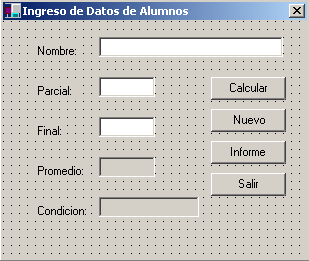 Ingreso de Datos de Alumnos
Nombre:
Parcial:
Calcular
Final:
Nuevo
Promedio:
Informe
Condicion:
Salir